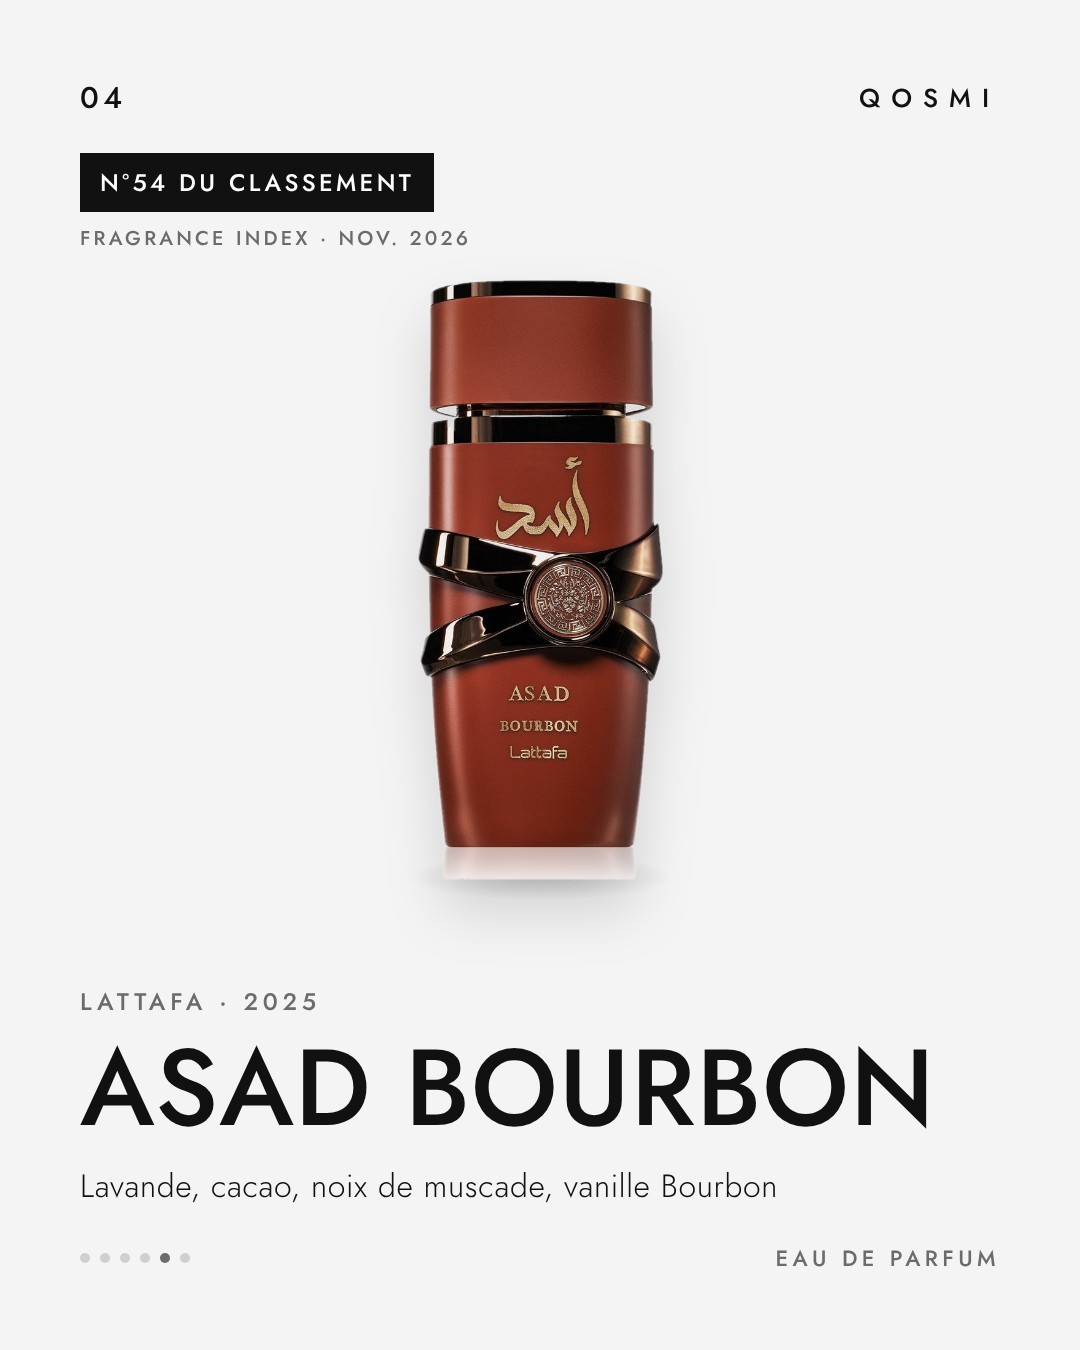 04
QOSMI
N°54 DU CLASSEMENT
FRAGRANCE INDEX · NOV. 2026
أسد
ASAD
BOURBON
Lattafa
LATTAFA · 2025
ASAD BOURBON
Lavande, cacao, noix de muscade, vanille Bourbon
EAU DE PARFUM